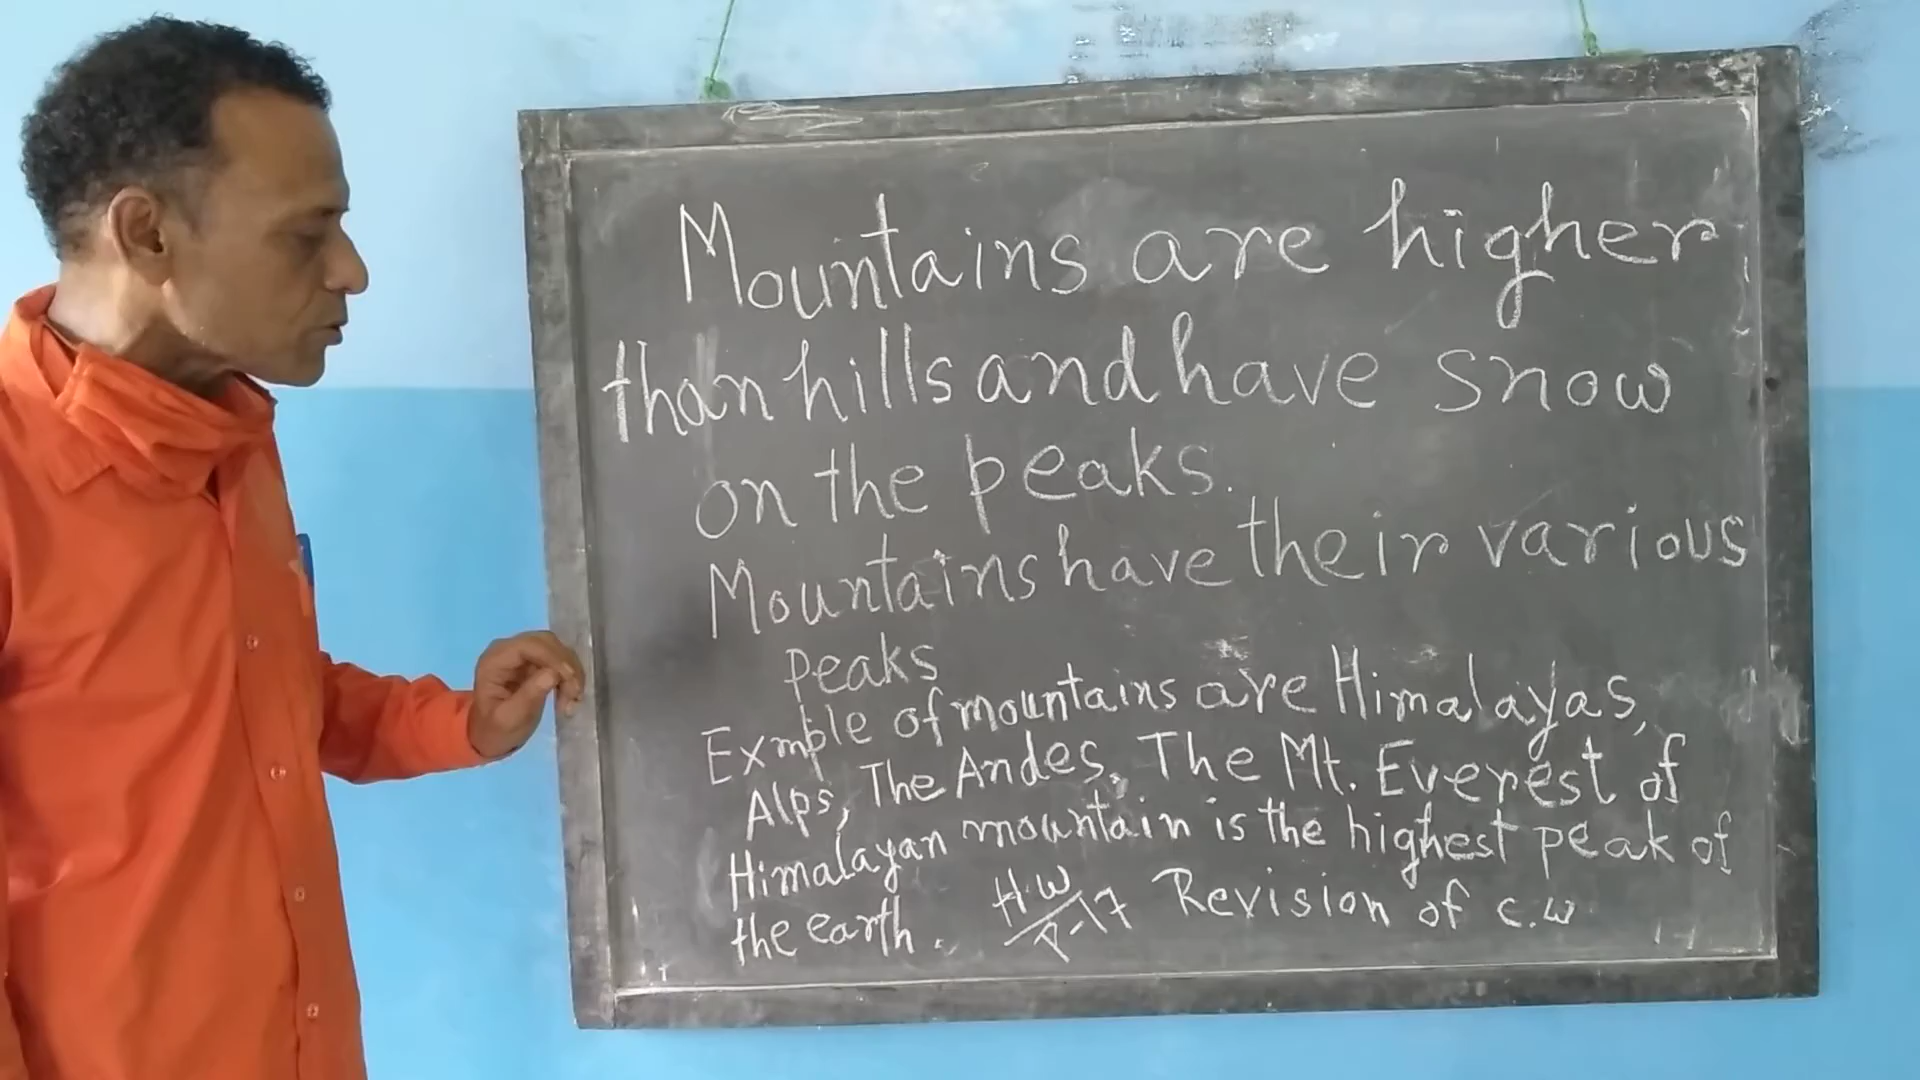 Mountains are higher
than hills and have snow
on the peaks.
Mountains have their various
peaks
Exmple of mountains are Himalayas,
Alps, The Andes, The Mt. Everest of
Himalayan mountain is the highest peak of
the earth. H.W P-17 Revision of c.w